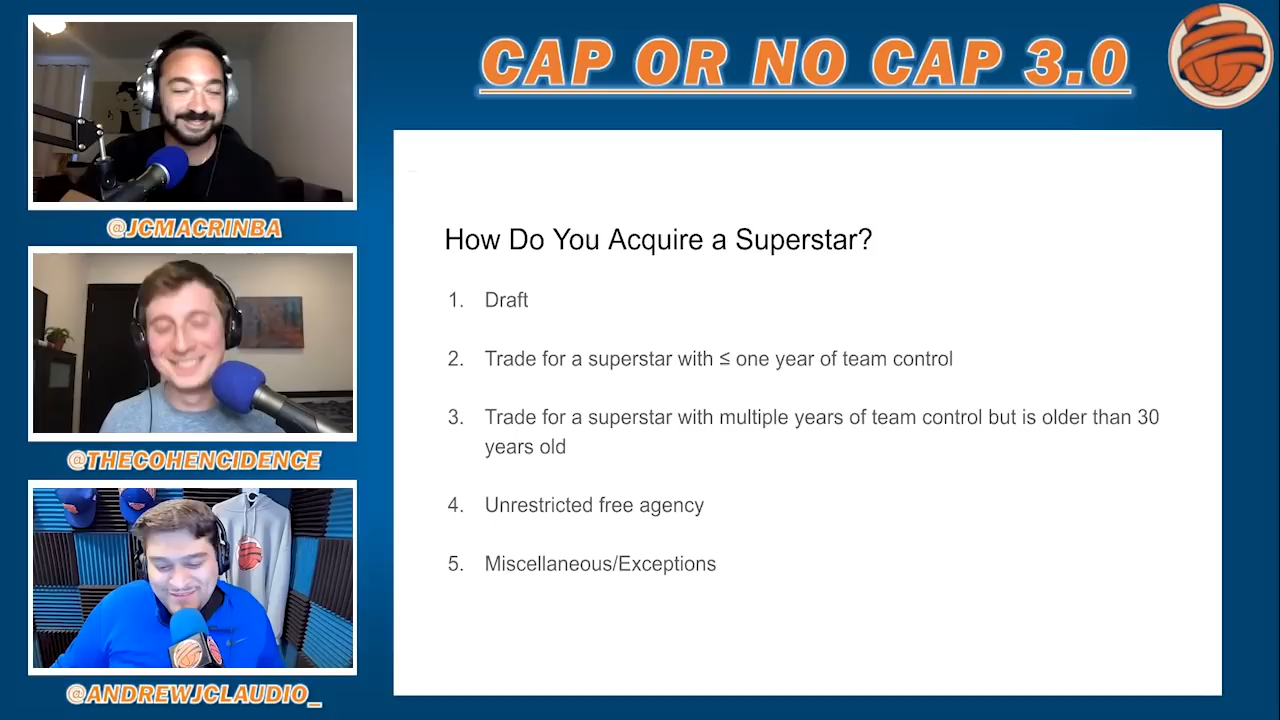 CAP OR NO CAP 3.0
@JCMACRINBA
@THECOHENCIDENCE
@ANDREWJCLAUDIO_
How Do You Acquire a Superstar?
1. Draft
2. Trade for a superstar with ≤ one year of team control
3. Trade for a superstar with multiple years of team control but is older than 30
years old
4. Unrestricted free agency
5. Miscellaneous/Exceptions